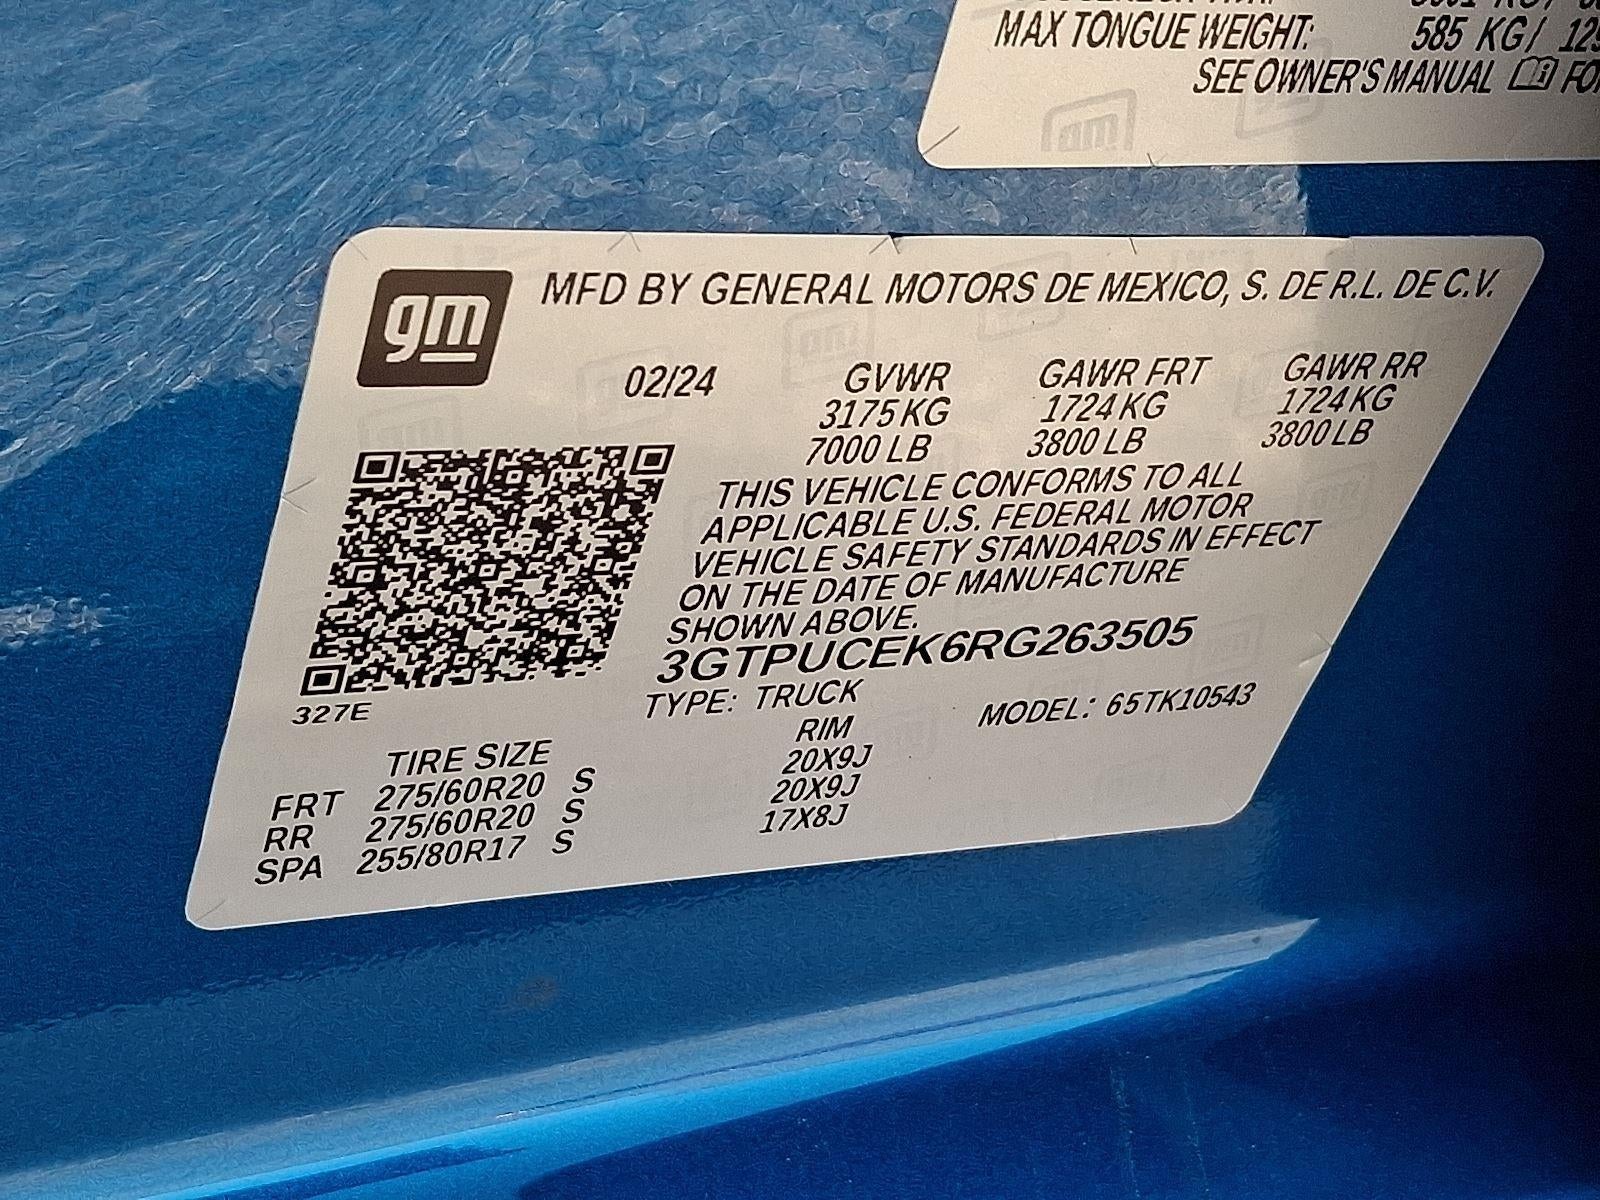 MAX TONGUE WEIGHT: 585 KG/ 129
SEE OWNER'S MANUAL FO
gm
MFD BY GENERAL MOTORS DE MEXICO, S. DE R.L. DE C.V.
02/24 GVWR GAWR FRT GAWR RR
3175 KG 1724 KG 1724 KG
7000 LB 3800 LB 3800 LB
THIS VEHICLE CONFORMS TO ALL
APPLICABLE U.S. FEDERAL MOTOR
VEHICLE SAFETY STANDARDS IN EFFECT
ON THE DATE OF MANUFACTURE
SHOWN ABOVE.
3GTPUCEK6RG263505
327E
TYPE: TRUCK MODEL: 65TK10543
TIRE SIZE RIM
FRT 275/60R20 S 20X9J
RR 275/60R20 S 20X9J
SPA 255/80R17 S 17X8J